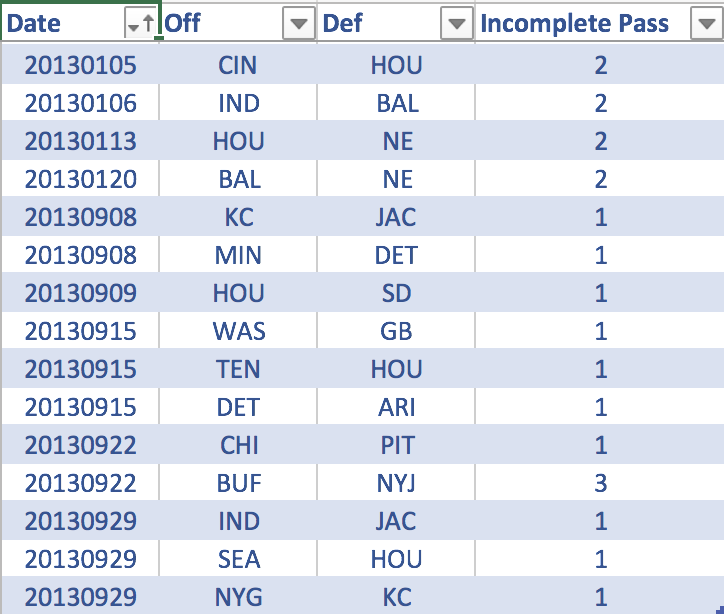 Date Off Def Incomplete Pass
20130105 CIN HOU 2
20130106 IND BAL 2
20130113 HOU NE 2
20130120 BAL NE 2
20130908 KC JAC 1
20130908 MIN DET 1
20130909 HOU SD 1
20130915 WAS GB 1
20130915 TEN HOU 1
20130915 DET ARI 1
20130922 CHI PIT 1
20130922 BUF NYJ 3
20130929 IND JAC 1
20130929 SEA HOU 1
20130929 NYG KC 1